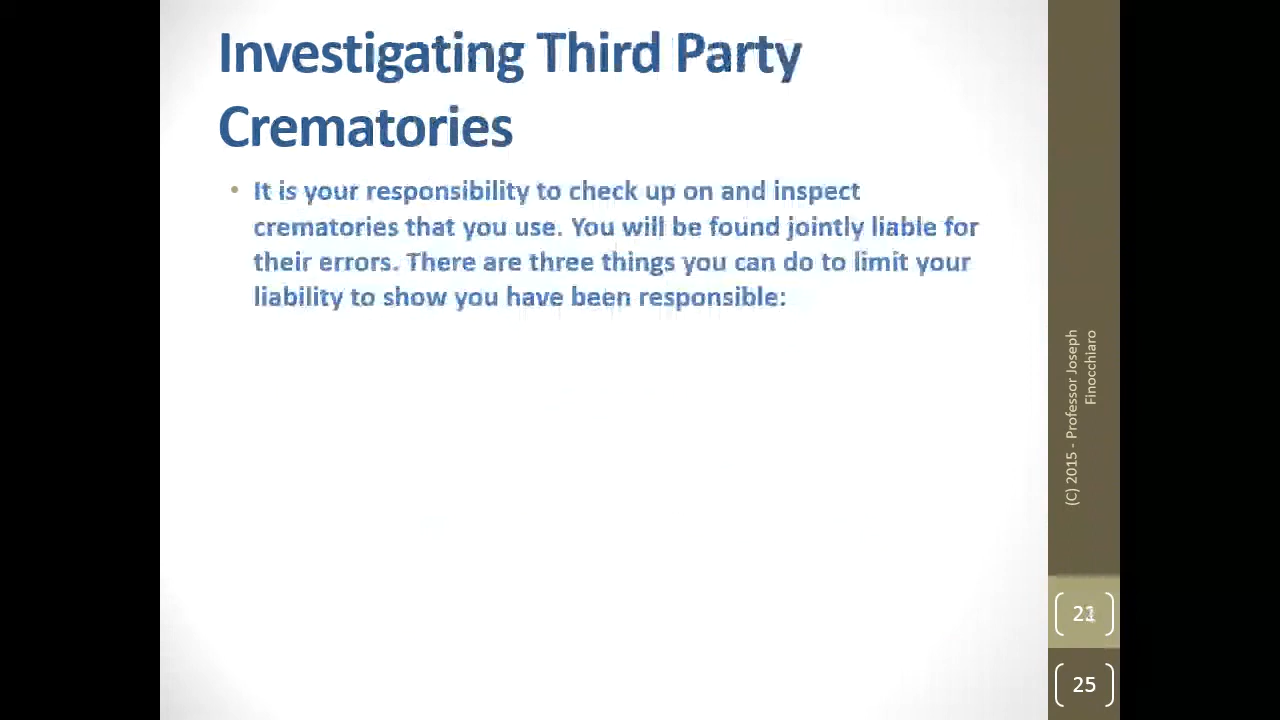 Investigating Third Party
Crematories
• It is your responsibility to check up on and inspect
crematories that you use. You will be found jointly liable for
their errors. There are three things you can do to limit your
liability to show you have been responsible:
(C) 2015 - Professor Joseph
Finocchiaro
25